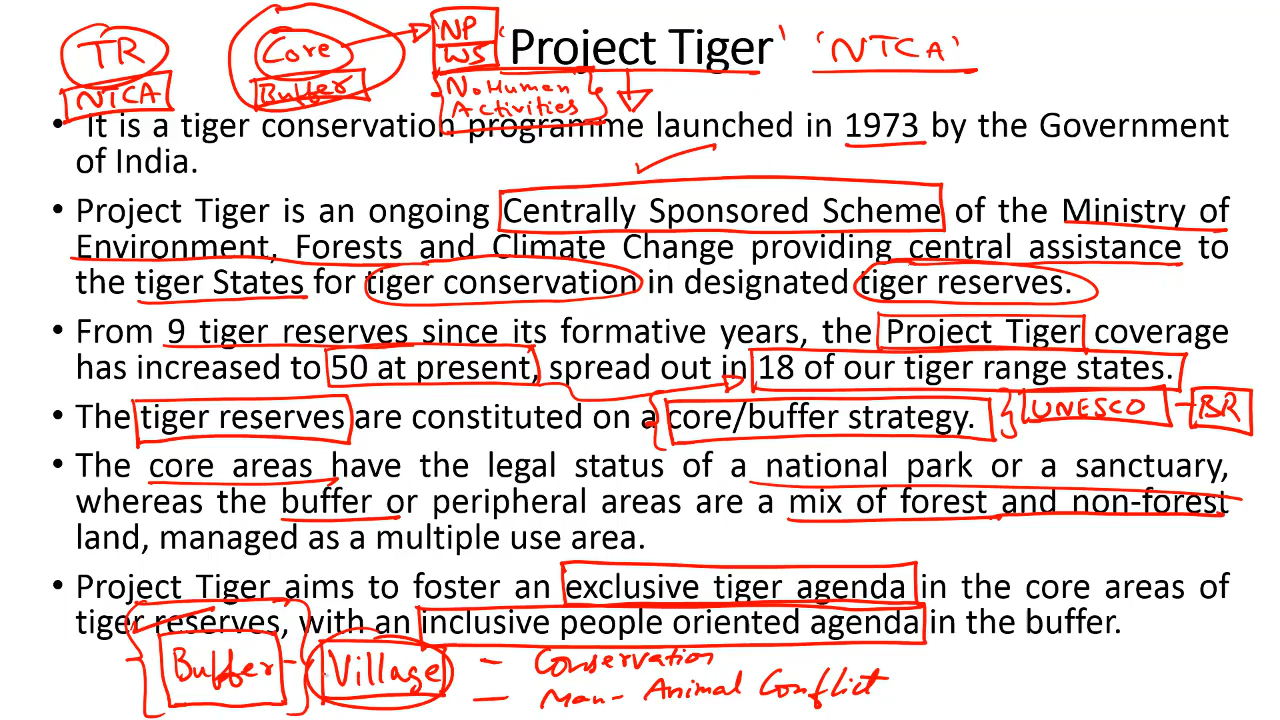 TR
NTCA
Core
Buffer
NP
WS
No Human
Activities
'Project Tiger'
'NTCA'
• It is a tiger conservation programme launched in 1973 by the Government
of India.
• Project Tiger is an ongoing Centrally Sponsored Scheme of the Ministry of
Environment, Forests and Climate Change providing central assistance to
the tiger States for tiger conservation in designated tiger reserves.
• From 9 tiger reserves since its formative years, the Project Tiger coverage
has increased to 50 at present, spread out in 18 of our tiger range states.
• The tiger reserves are constituted on a core/buffer strategy. UNESCO - BR
• The core areas have the legal status of a national park or a sanctuary,
whereas the buffer or peripheral areas are a mix of forest and non-forest
land, managed as a multiple use area.
• Project Tiger aims to foster an exclusive tiger agenda in the core areas of
tiger reserves, with an inclusive people oriented agenda in the buffer.
Buffer - Village - Conservation
- Man-Animal Conflict